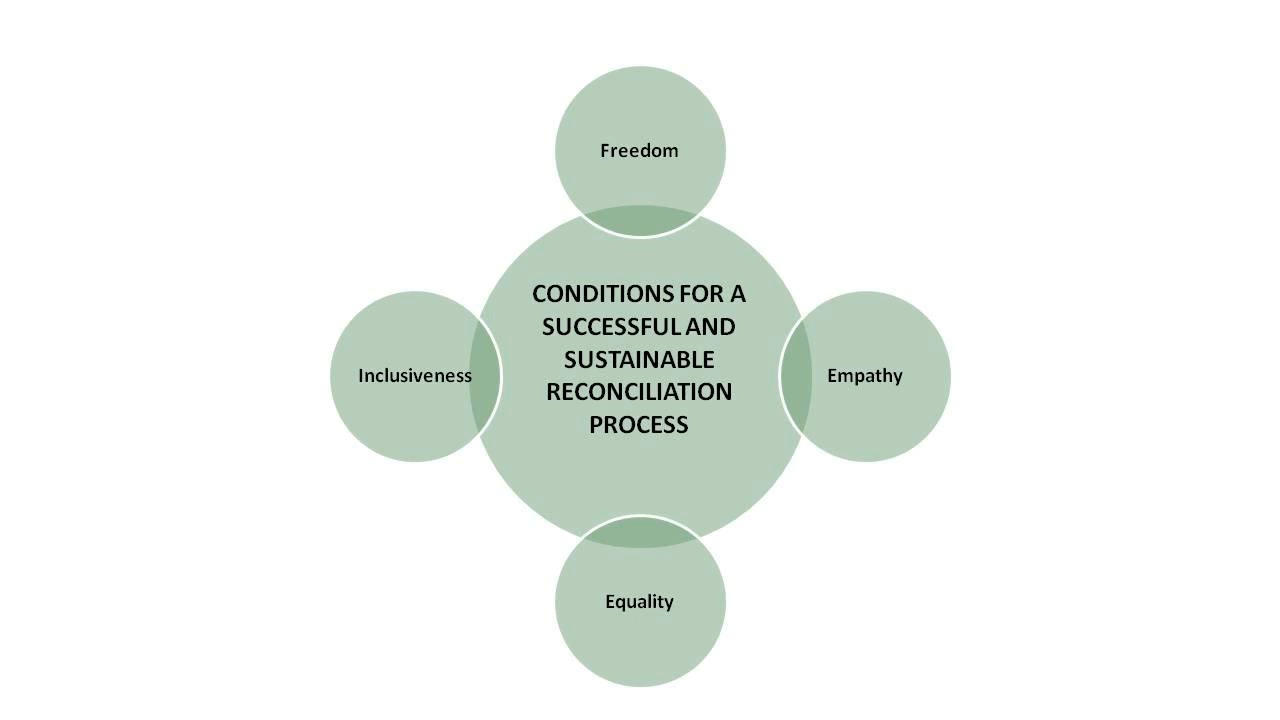 Freedom
CONDITIONS FOR A
SUCCESSFUL AND
SUSTAINABLE
RECONCILIATION
PROCESS
Inclusiveness
Empathy
Equality